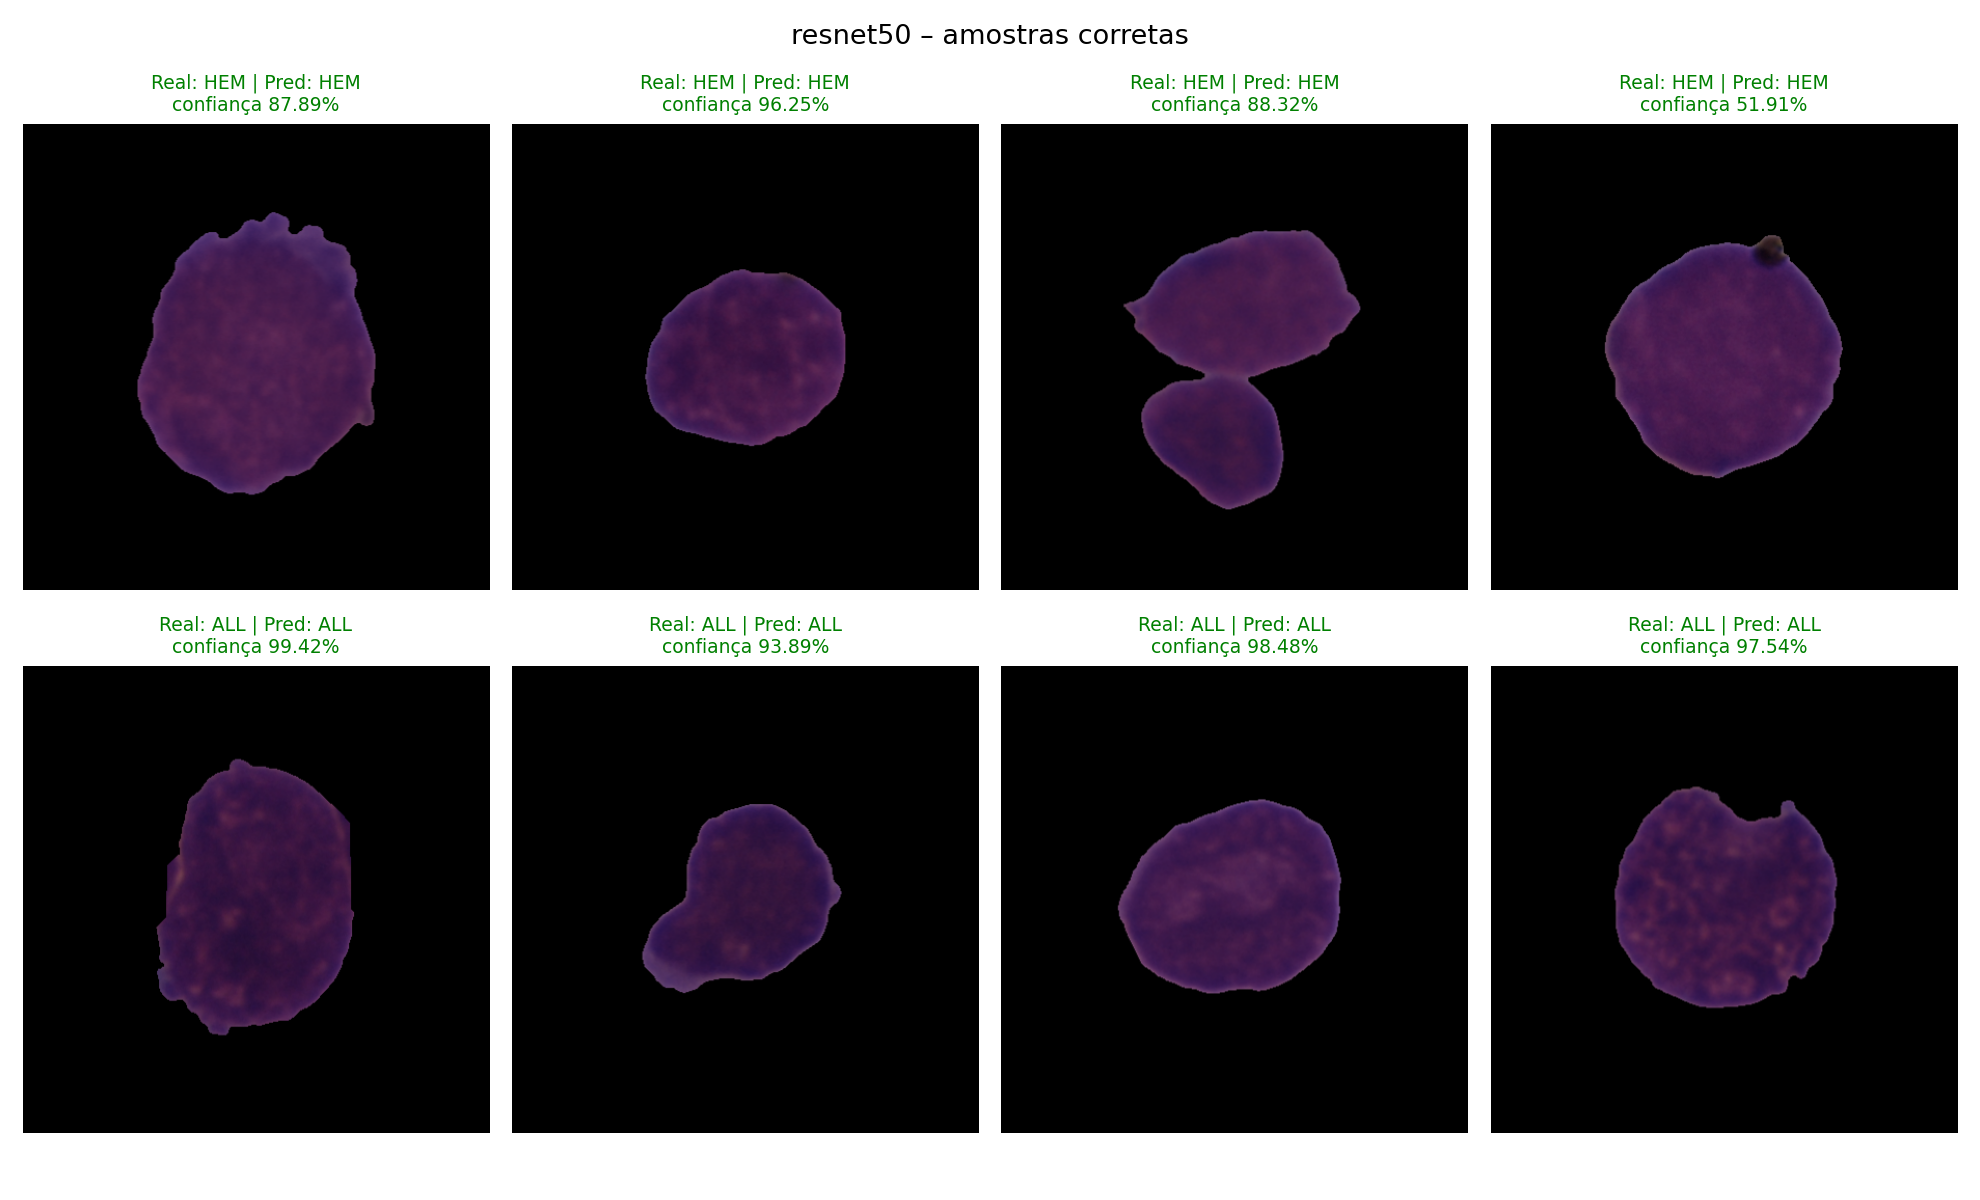 resnet50 – amostras corretas
Real: HEM | Pred: HEM
confiança 87.89%
Real: HEM | Pred: HEM
confiança 96.25%
Real: HEM | Pred: HEM
confiança 88.32%
Real: HEM | Pred: HEM
confiança 51.91%
Real: ALL | Pred: ALL
confiança 99.42%
Real: ALL | Pred: ALL
confiança 93.89%
Real: ALL | Pred: ALL
confiança 98.48%
Real: ALL | Pred: ALL
confiança 97.54%